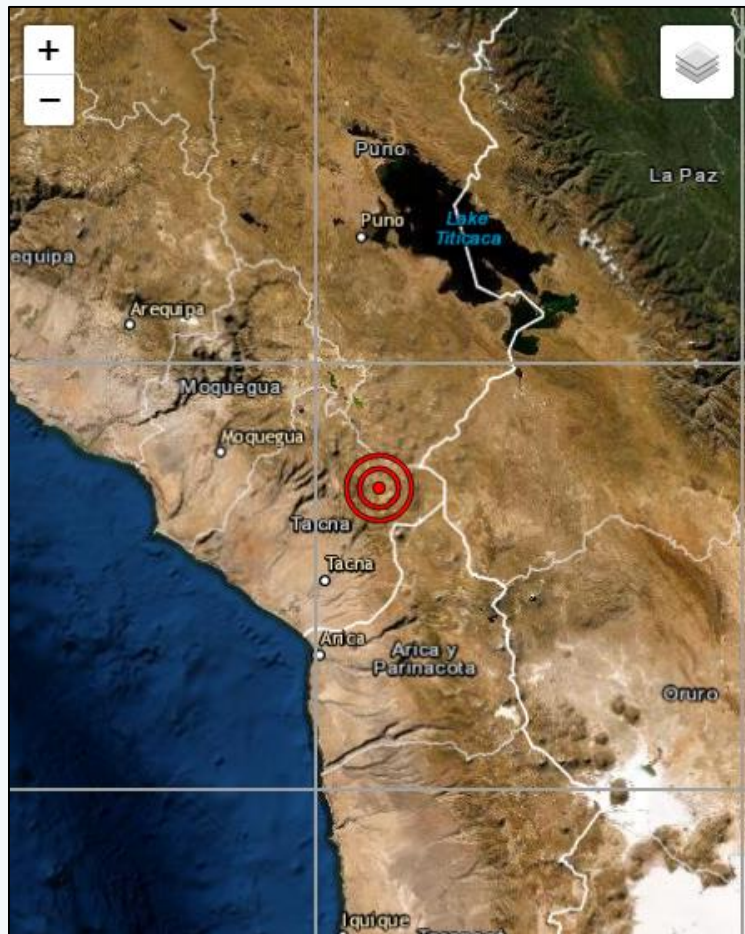 +
−
Puno
La Paz
Puno
Lake
Titicaca
equipa
Arequipa
Moquegua
Moquegua
Tacna
Tacna
Arica
Arica y
Parinacota
Oruro
Iquique